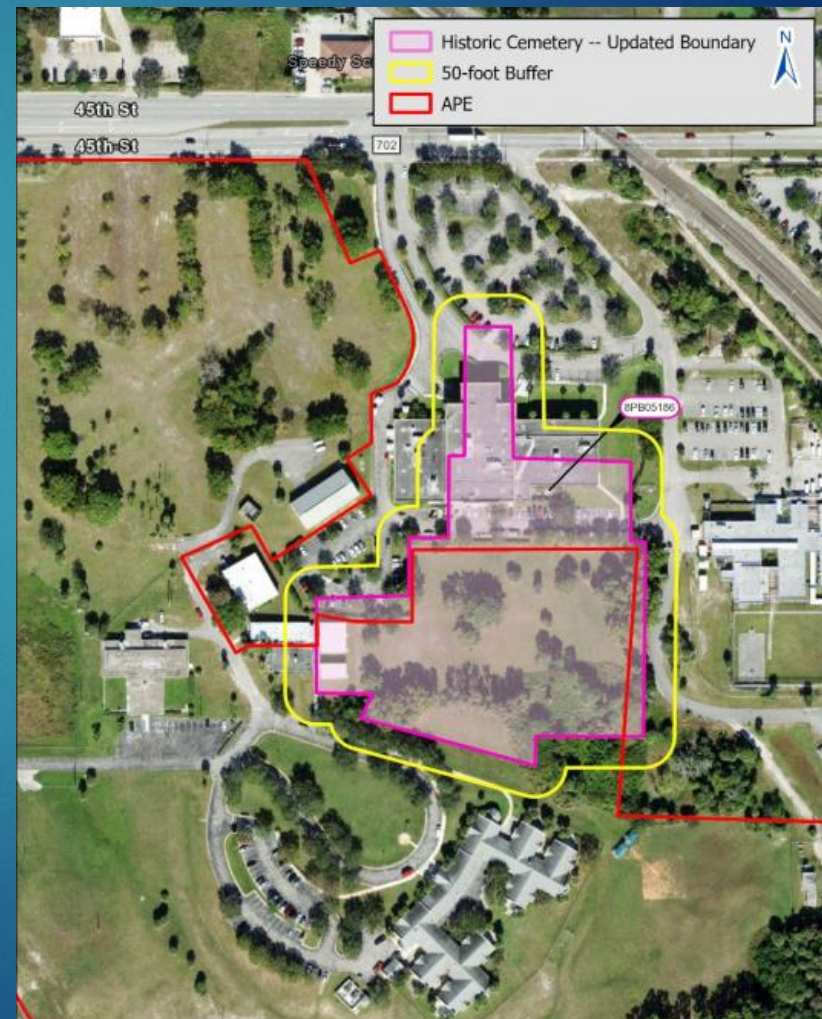 Historic Cemetery -- Updated Boundary
50-foot Buffer
APE
N
Speedy
45th St
45th St
702
8PB05186